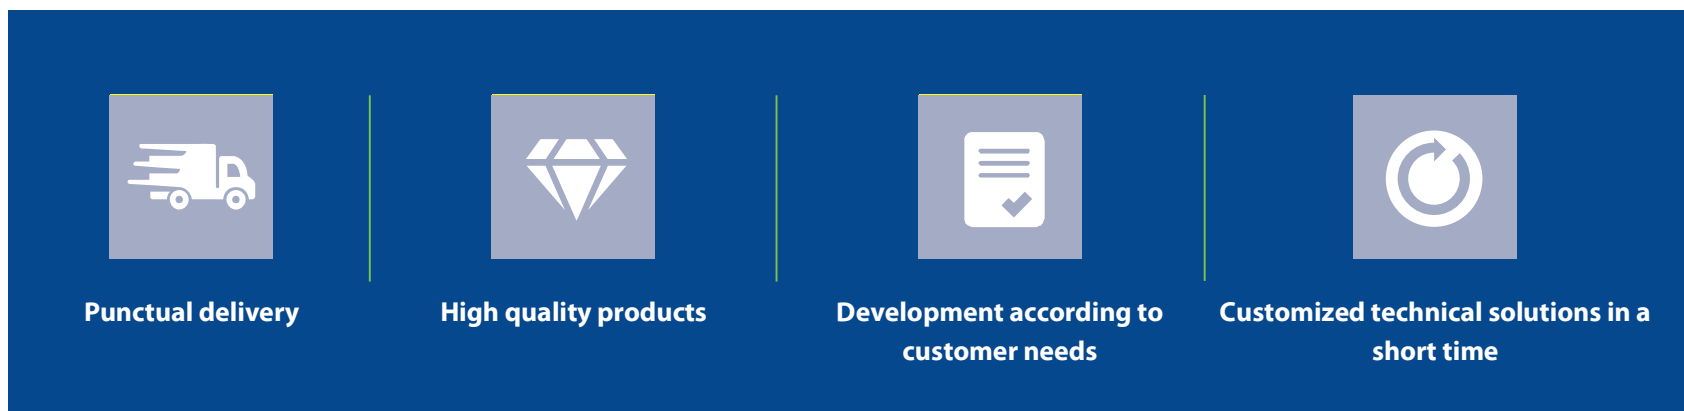 Punctual delivery
High quality products
Development according to
customer needs
Customized technical solutions in a
short time